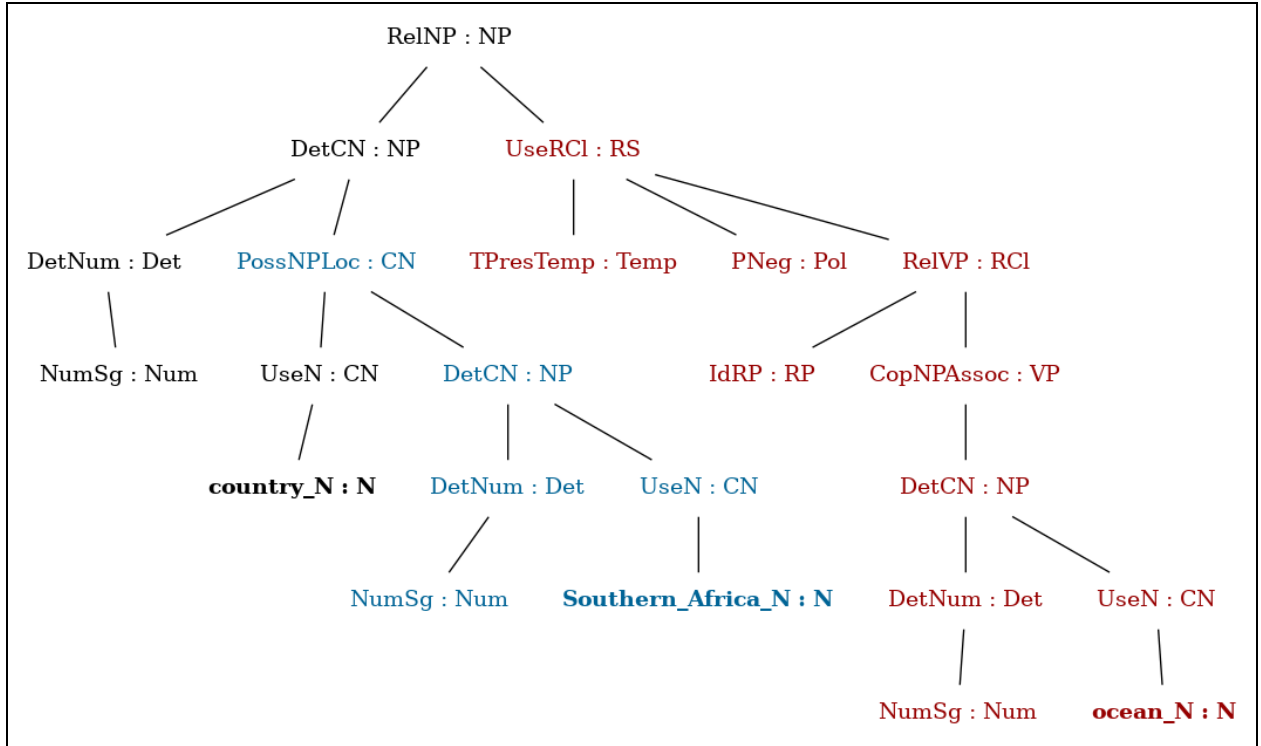 RelNP : NP
DetCN : NP UseRCl : RS
DetNum : Det PossNPLoc : CN TPresTemp : Temp PNeg : Pol RelVP : RCl
NumSg : Num UseN : CN DetCN : NP IdRP : RP CopNPAssoc : VP
country_N : N DetNum : Det UseN : CN DetCN : NP
NumSg : Num Southern_Africa_N : N DetNum : Det UseN : CN
NumSg : Num ocean_N : N